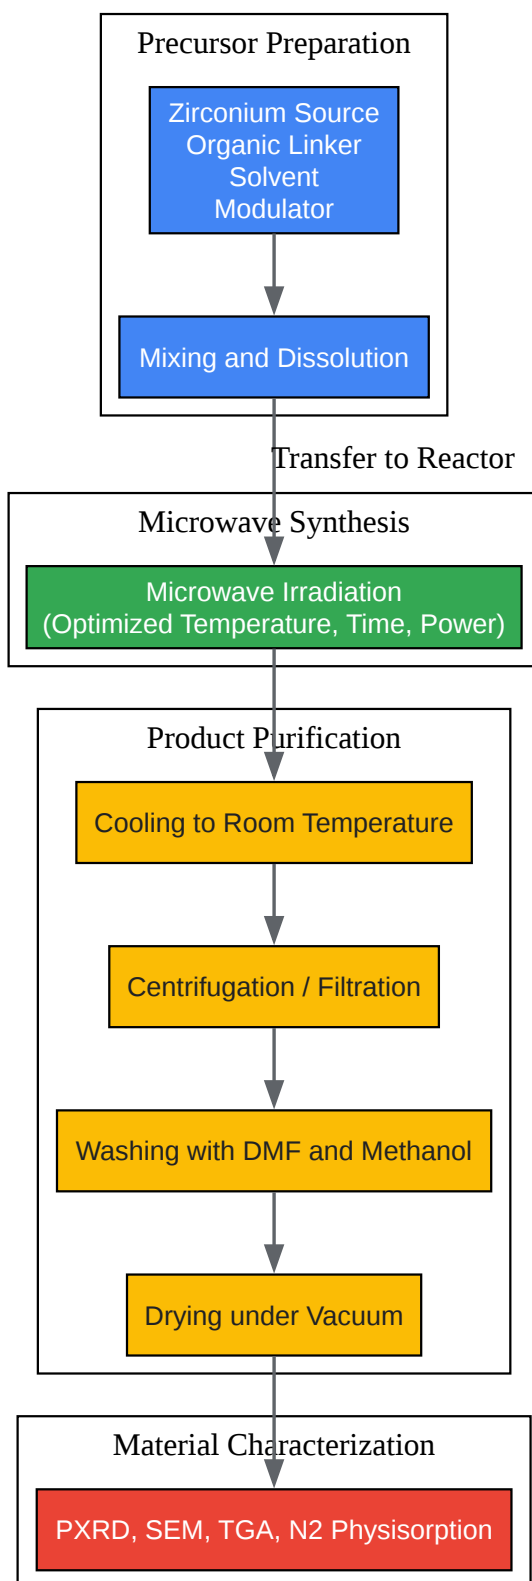 Precursor Preparation
Zirconium Source
Organic Linker
Solvent
Modulator
Mixing and Dissolution
Transfer to Reactor
Microwave Synthesis
Microwave Irradiation
(Optimized Temperature, Time, Power)
Product Purification
Cooling to Room Temperature
Centrifugation / Filtration
Washing with DMF and Methanol
Drying under Vacuum
Material Characterization
PXRD, SEM, TGA, N2 Physisorption